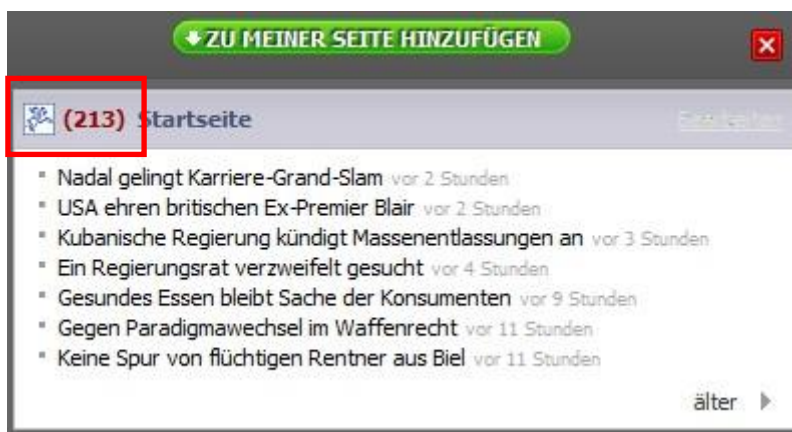 ZU MEINER SEITE HINZUFÜGEN
(213) Startseite Bearbeiten
Nadal gelingt Karriere-Grand-Slam vor 2 Stunden
USA ehren britischen Ex-Premier Blair vor 2 Stunden
Kubanische Regierung kündigt Massenentlassungen an vor 3 Stunden
Ein Regierungsrat verzweifelt gesucht vor 4 Stunden
Gesundes Essen bleibt Sache der Konsumenten vor 9 Stunden
Gegen Paradigmawechsel im Waffenrecht vor 11 Stunden
Keine Spur von flüchtigen Rentner aus Biel vor 11 Stunden
älter